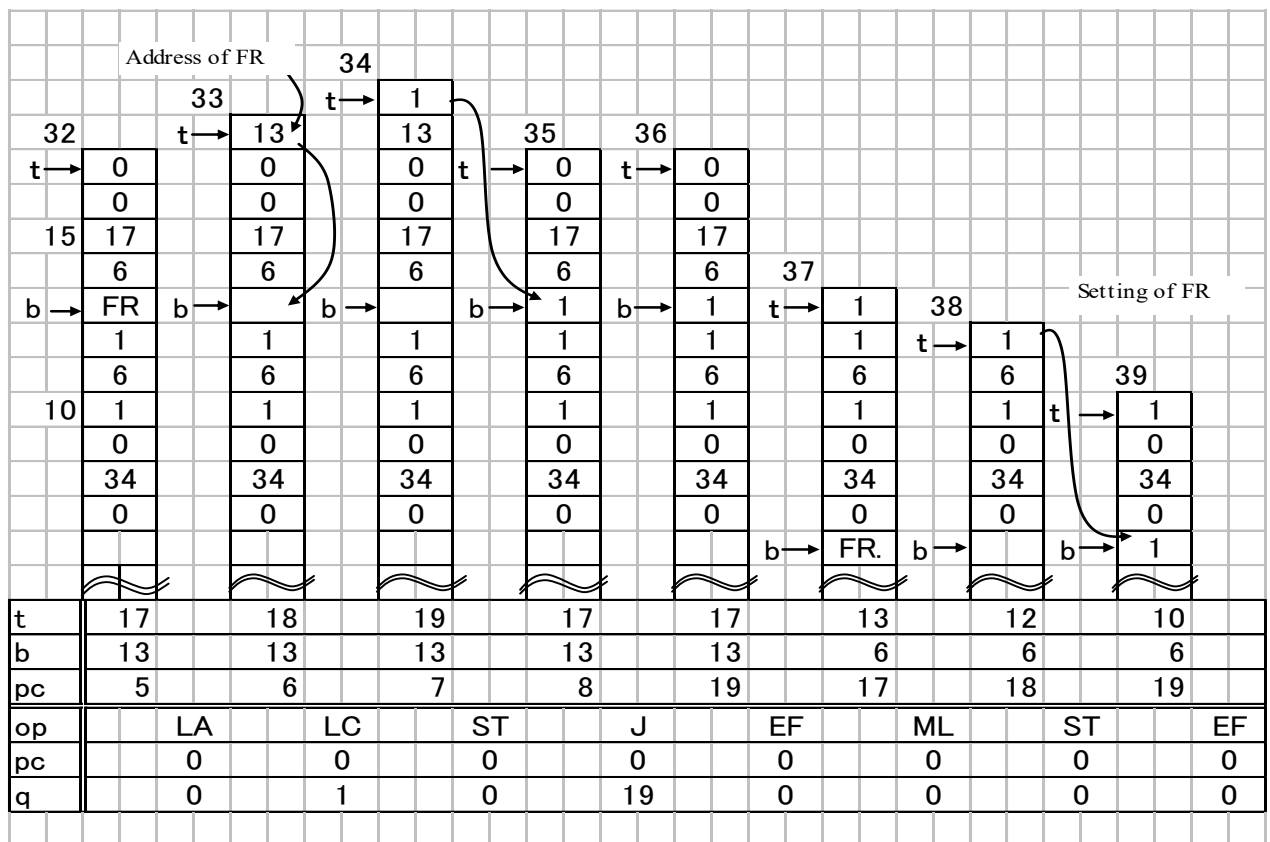 Address of FR
34
33
t 1
32 t 13 13 35 36
t 0 0 0 t 0 t 0
0 0 0 0 0
15 17 17 17 17 17
6 6 6 6 6 37
Setting of FR
b FR b b b 1 b 1 t 1 38
1 1 1 1 1 1 t 1
6 6 6 6 6 6 6 39
10 1 1 1 1 1 1 1 t 1
0 0 0 0 0 0 0 0
34 34 34 34 34 34 34 34
0 0 0 0 0 0 0 0
b FR. b b 1
t 17 18 19 17 17 13 12 10
b 13 13 13 13 13 6 6 6
pc 5 6 7 8 19 17 18 19
op LA LC ST J EF ML ST EF
pc 0 0 0 0 0 0 0 0
q 0 1 0 19 0 0 0 0